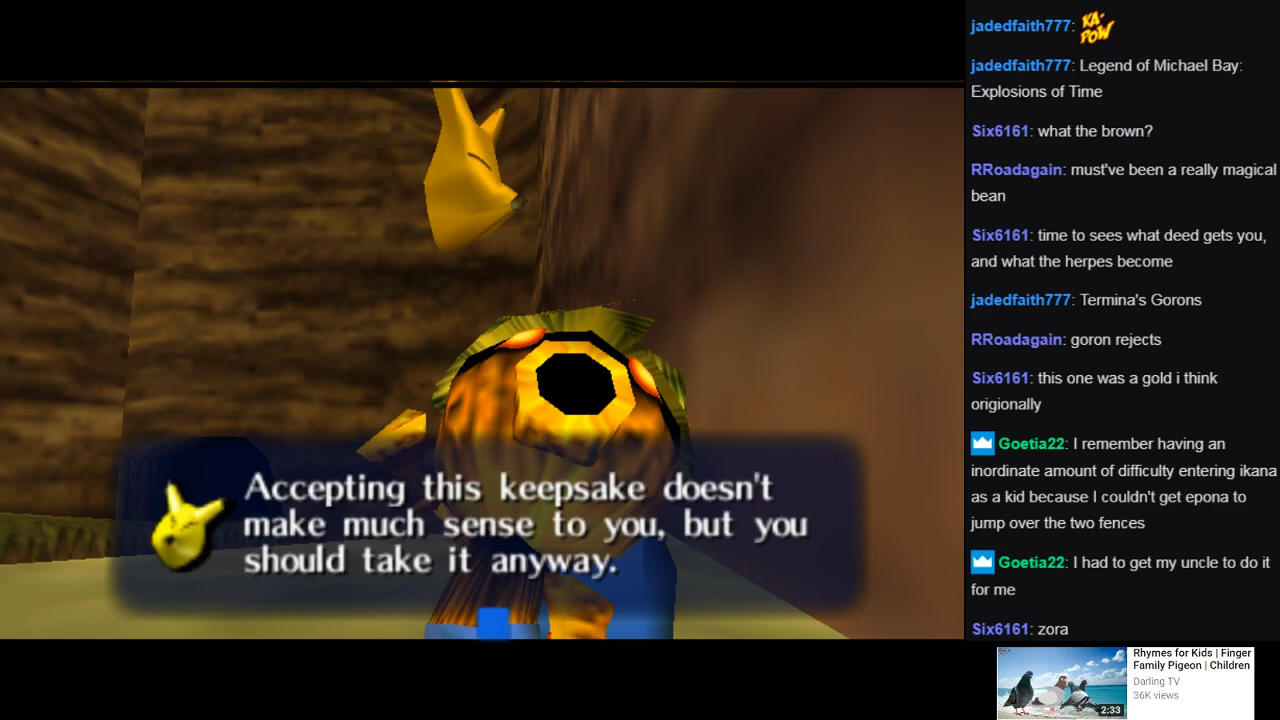 Accepting this keepsake doesn't
make much sense to you, but you
should take it anyway.
jadedfaith777: KA-
POW
jadedfaith777: Legend of Michael Bay:
Explosions of Time
Six6161: what the brown?
RRoadagain: must've been a really magical
bean
Six6161: time to sees what deed gets you,
and what the herpes become
jadedfaith777: Termina's Gorons
RRoadagain: goron rejects
Six6161: this one was a gold i think
origionally
Goetia22: I remember having an
inordinate amount of difficulty entering ikana
as a kid because I couldn't get epona to
jump over the two fences
Goetia22: I had to get my uncle to do it
for me
Six6161: zora
Rhymes for Kids | Finger
Family Pigeon | Children
Darling TV
36K views
2:33